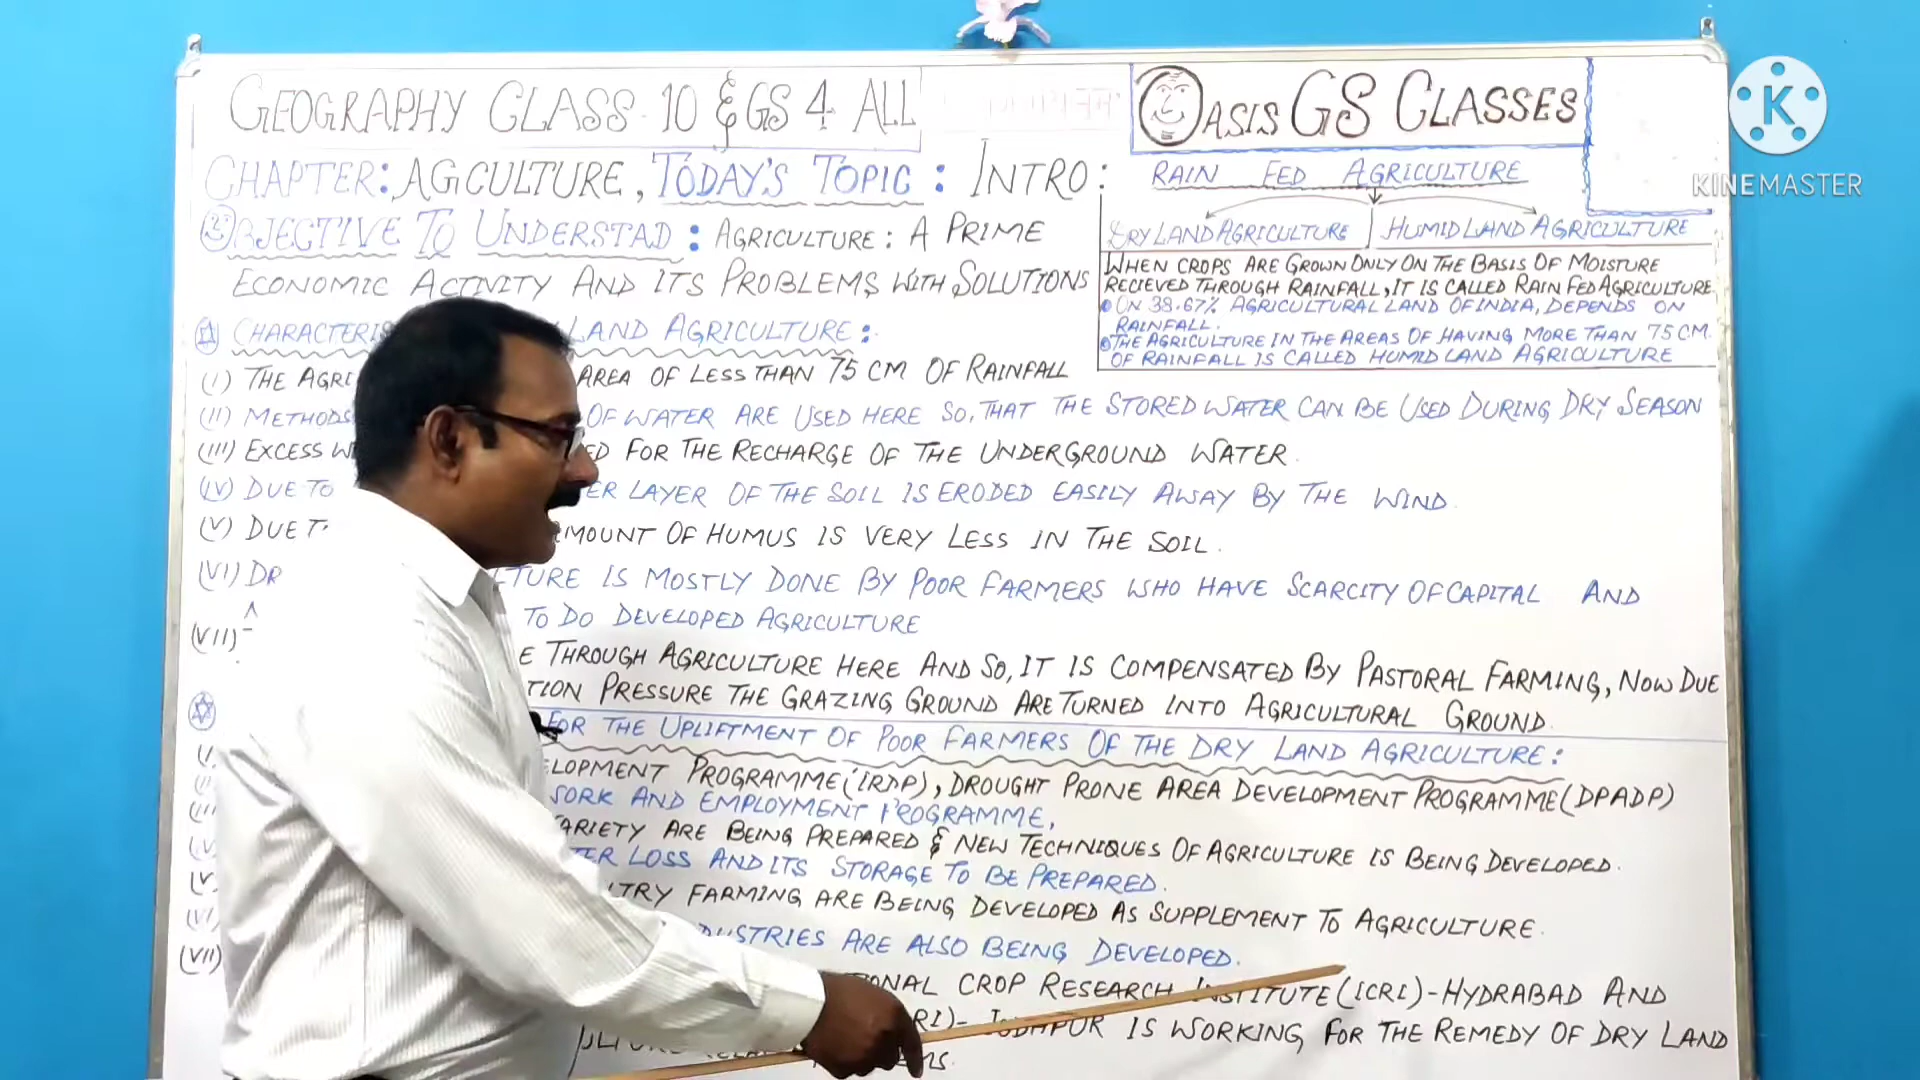 GEOGRAPHY CLASS-10 & GS 4 ALL
OASIS GS CLASSES
K
KINEMASTER
CHAPTER: AGCULTURE, TODAY'S TOPIC: INTRO:
OBJECTIVE TO UNDERSTAD: AGRICULTURE: A PRIME
ECONOMIC ACTIVITY AND ITS PROBLEMS WITH SOLUTIONS
RAIN FED AGRICULTURE
DRY LAND AGRICULTURE HUMID LAND AGRICULTURE
WHEN CROPS ARE GROWN ONLY ON THE BASIS OF MOISTURE
RECIEVED THROUGH RAINFALL, IT IS CALLED RAIN FED AGRICULTURE.
ON 38.67% AGRICULTURAL LAND OF INDIA, DEPENDS ON
RAINFALL.
THE AGRICULTURE IN THE AREAS OF HAVING MORE THAN 75 CM.
OF RAINFALL IS CALLED HUMID LAND AGRICULTURE
CHARACTERIS LAND AGRICULTURE:
(I) THE AGRI AREA OF LESS THAN 75 CM OF RAINFALL
(II) METHODS OF WATER ARE USED HERE SO, THAT THE STORED WATER CAN BE USED DURING DRY SEASON
(III) EXCESS W ED FOR THE RECHARGE OF THE UNDERGROUND WATER.
(IV) DUE TO ER LAYER OF THE SOIL IS ERODED EASILY AWAY BY THE WIND.
(V) DUE T AMOUNT OF HUMUS IS VERY LESS IN THE SOIL.
(VI) DR TURE IS MOSTLY DONE BY POOR FARMERS WHO HAVE SCARCITY OF CAPITAL AND
TO DO DEVELOPED AGRICULTURE
(VII) E THROUGH AGRICULTURE HERE AND SO, IT IS COMPENSATED BY PASTORAL FARMING, NOW DUE
TION PRESSURE THE GRAZING GROUND ARE TURNED INTO AGRICULTURAL GROUND.
FOR THE UPLIFTMENT OF POOR FARMERS OF THE DRY LAND AGRICULTURE:
ELOPMENT PROGRAMME (IRDP), DROUGHT PRONE AREA DEVELOPMENT PROGRAMME (DPADP)
SORK AND EMPLOYMENT PROGRAMME,
ARIETY ARE BEING PREPARED & NEW TECHNIQUES OF AGRICULTURE IS BEING DEVELOPED.
TER LOSS AND ITS STORAGE TO BE PREPARED.
LTRY FARMING ARE BEING DEVELOPED AS SUPPLEMENT TO AGRICULTURE.
DUSTRIES ARE ALSO BEING DEVELOPED.
(VII) ONAL CROP RESEARCH INSTITUTE (ICRI)-HYDRABAD AND
RI)- JODHPUR IS WORKING FOR THE REMEDY OF DRY LAND